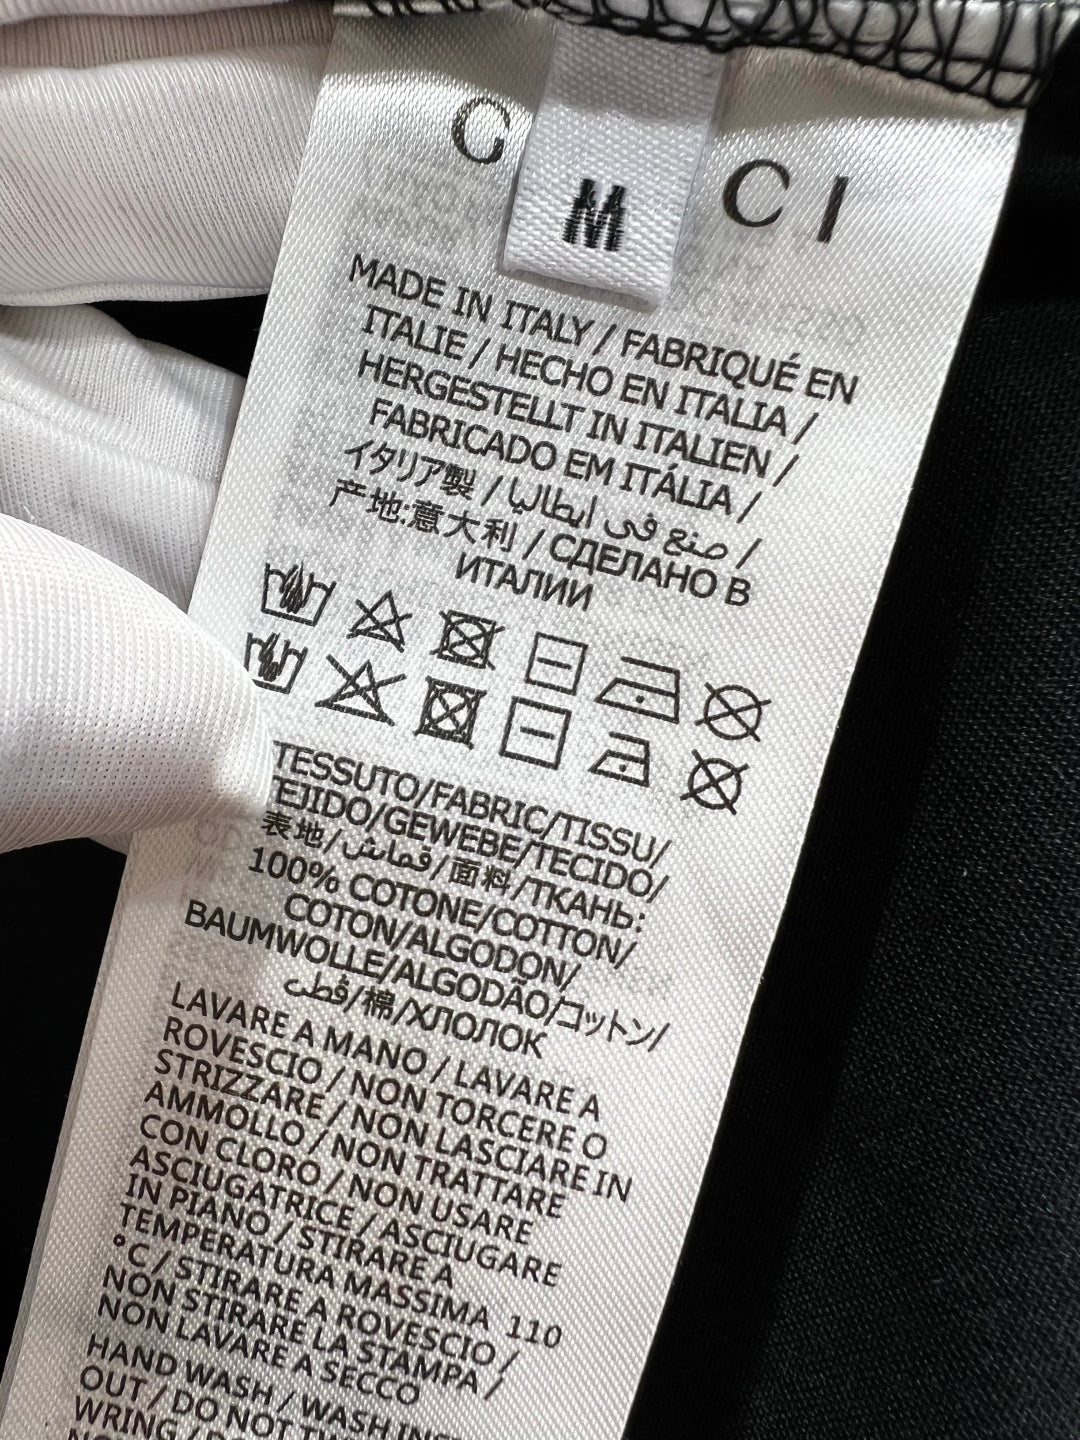 G CI
M
MADE IN ITALY / FABRIQUÉ EN
ITALIE / HECHO EN ITALIA /
HERGESTELLT IN ITALIEN /
FABRICADO EM ITÁLIA /
イタリア製 / صنع في ايطاليا /
产地:意大利 / СДЕЛАНО В
ИТАЛИИ
TESSUTO/FABRIC/TISSU/
TEJIDO/GEWEBE/TECIDO/
表地/قماش/面料/ТКАНЬ:
100% COTONE/COTTON/
COTON/ALGODON/
BAUMWOLLE/ALGODÃO/コットン/
قطن/棉/ХЛОПОК
LAVARE A MANO / LAVARE A
ROVESCIO / NON TORCERE O
STRIZZARE / NON LASCIARE IN
AMMOLLO / NON TRATTARE
CON CLORO / NON USARE
ASCIUGATRICE / ASCIUGARE
IN PIANO / STIRARE A
TEMPERATURA MASSIMA 110
°C / STIRARE A ROVESCIO /
NON STIRARE LA STAMPA /
NON LAVARE A SECCO
HAND WASH / WASH
OUT / DO NOT
WRING /